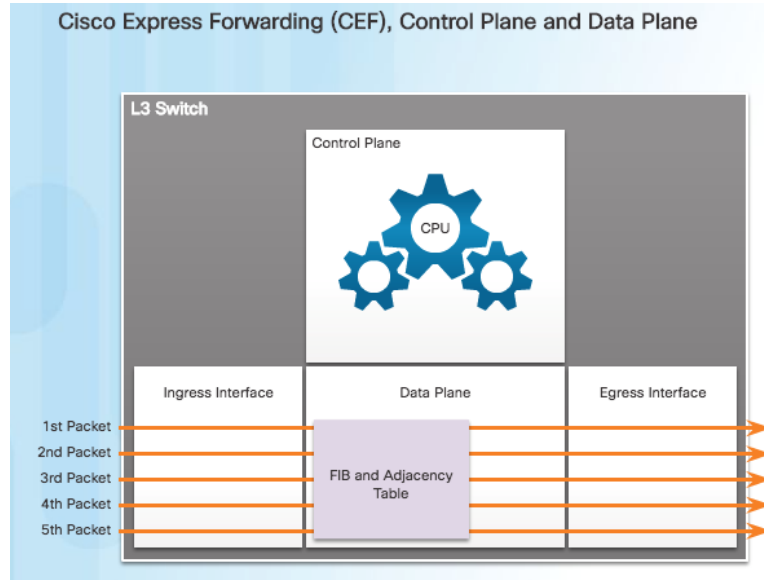 Cisco Express Forwarding (CEF), Control Plane and Data Plane
L3 Switch
Control Plane
CPU
Ingress Interface
Data Plane
Egress Interface
1st Packet
2nd Packet
3rd Packet
4th Packet
5th Packet
FIB and Adjacency
Table